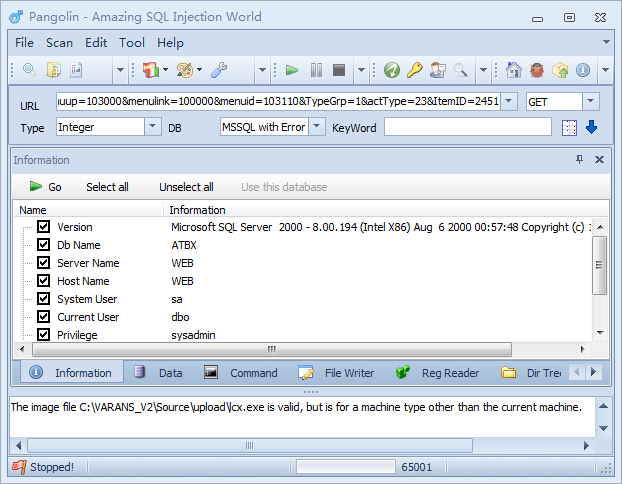 Pangolin - Amazing SQL Injection World
File Scan Edit Tool Help
URL nuup=103000&menulink=100000&menuid=103110&TypeGrp=1&actType=23&ItemID=2451 GET
Type Integer DB MSSQL with Error KeyWord
Information
Go Select all Unselect all Use this database
Name Information
Version Microsoft SQL Server 2000 - 8.00.194 (Intel X86) Aug 6 2000 00:57:48 Copyright (c) 1
Db Name ATBX
Server Name WEB
Host Name WEB
System User sa
Current User dbo
Privilege sysadmin
Information Data Command File Writer Reg Reader Dir Tree
The image file C:\VARANS_V2\Source\upload\lcx.exe is valid, but is for a machine type other than the current machine.
Stopped! 65001